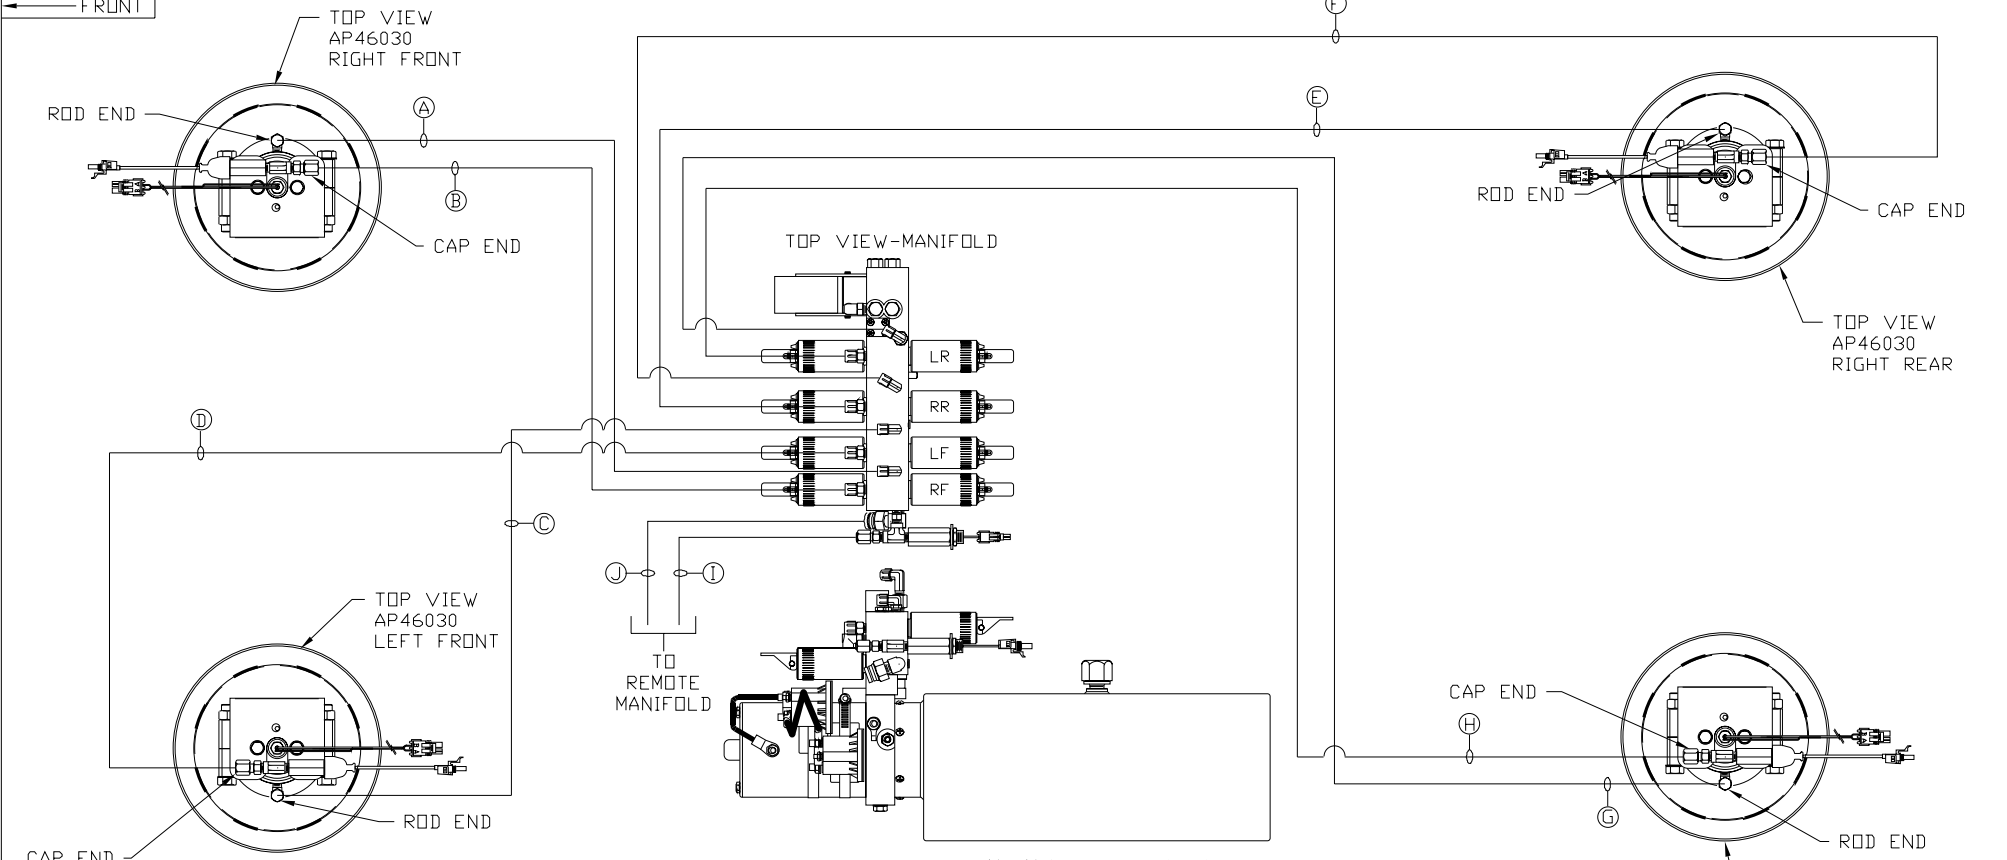 FRONT
TOP VIEW
AP46030
RIGHT FRONT
F
A
E
ROD END
B
ROD END
CAP END
CAP END
TOP VIEW-MANIFOLD
TOP VIEW
AP46030
RIGHT REAR
LR
RR
D
LF
RF
C
J
I
TOP VIEW
AP46030
LEFT FRONT
TO
REMOTE
MANIFOLD
CAP END
H
G
ROD END
ROD END
CAP END